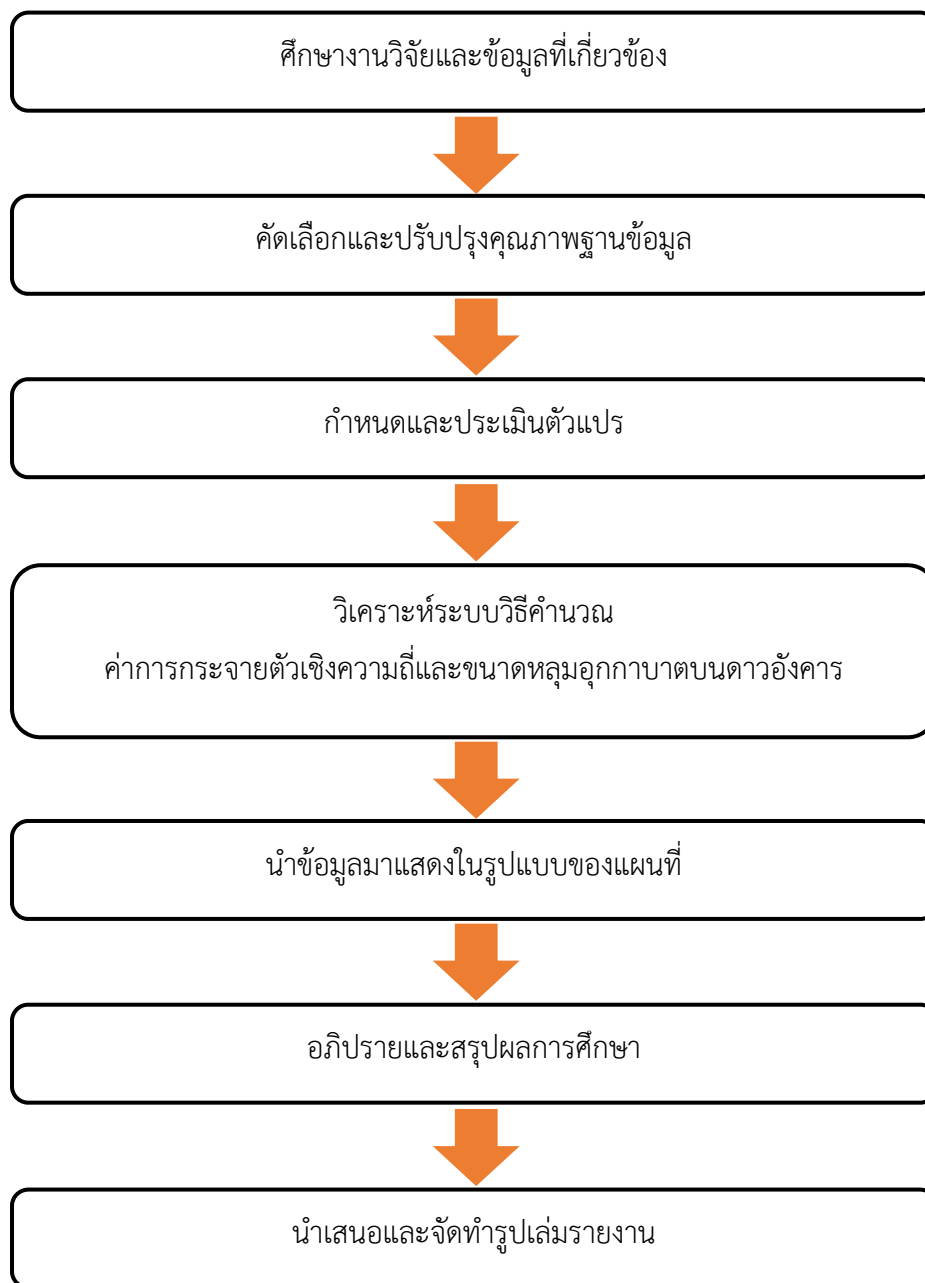 ศึกษางานวิจัยและข้อมูลที่เกี่ยวข้อง
คัดเลือกและปรับปรุงคุณภาพฐานข้อมูล
กำหนดและประเมินตัวแปร
วิเคราะห์ระบบวิธีคำนวณ
ค่าการกระจายตัวเชิงความถี่และขนาดหลุมอุกกาบาตบนดาวอังคาร
นำข้อมูลมาแสดงในรูปแบบของแผนที่
อภิปรายและสรุปผลการศึกษา
นำเสนอและจัดทำรูปเล่มรายงาน